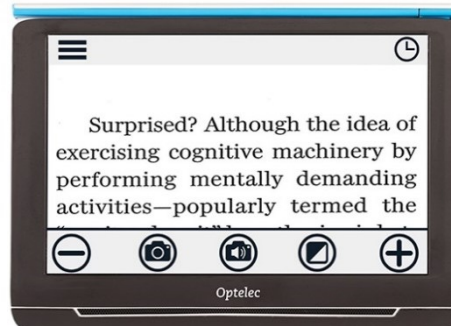 Surprised? Although the idea of
exercising cognitive machinery by
performing mentally demanding
activities—popularly termed the
Optelec